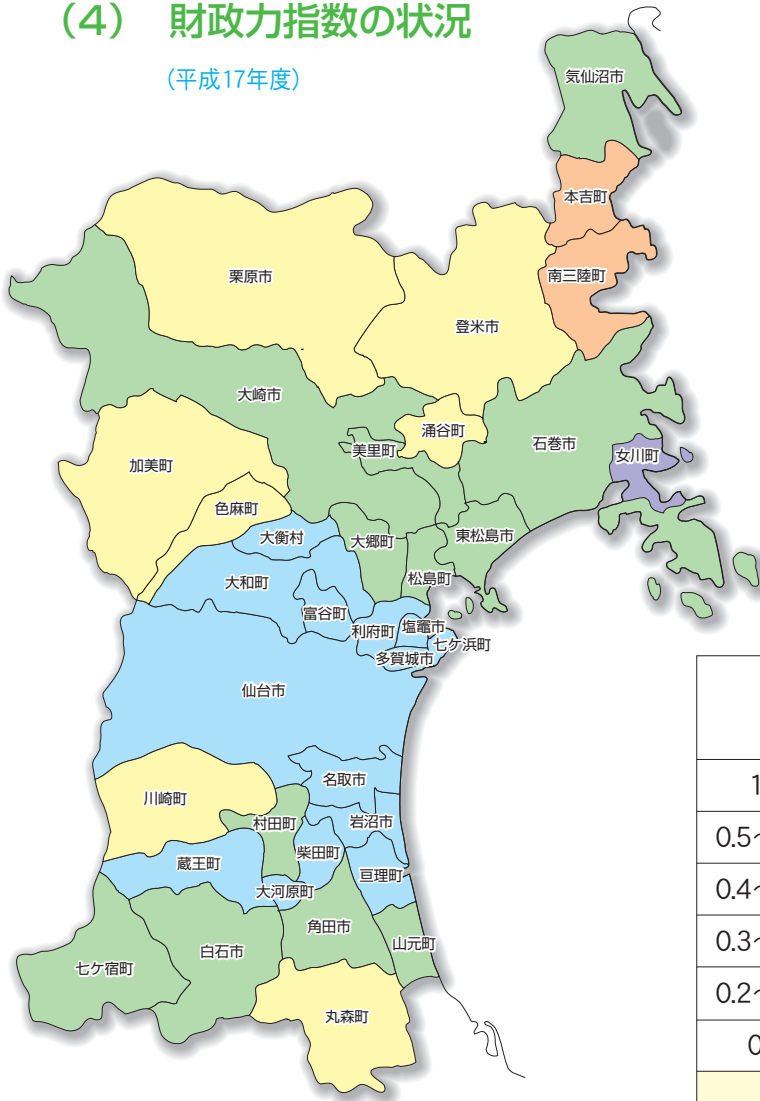 (4) 財政力指数の状況
(平成17年度)
気仙沼市
本吉町
南三陸町
栗原市
登米市
大崎市
涌谷町
美里町
石巻市
女川町
加美町
色麻町
大衡村
大郷町
東松島市
大和町
松島町
富谷町
利府町
塩竈市
七ケ浜町
多賀城市
仙台市
名取市
川崎町
村田町
岩沼市
柴田町
蔵王町
亘理町
大河原町
角田市
山元町
白石市
七ケ宿町
丸森町
1
0.5~
0.4~
0.3~
0.2~
0